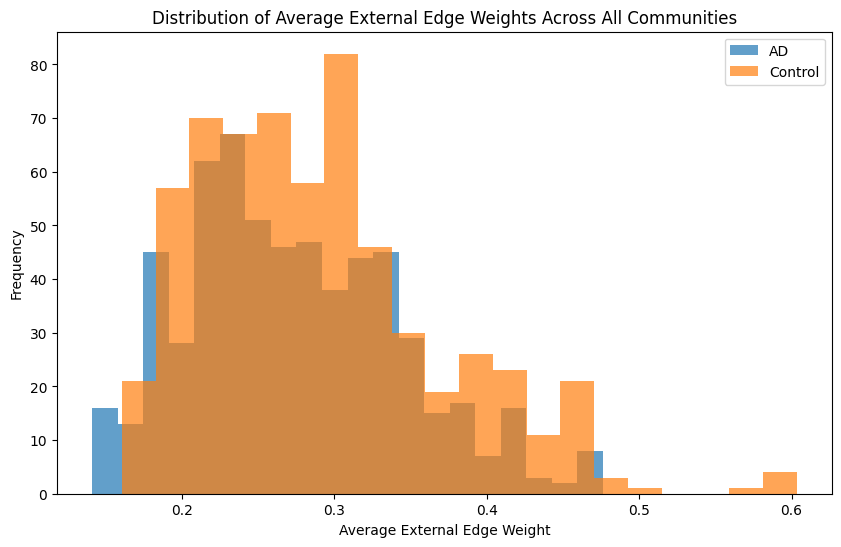 Distribution of Average External Edge Weights Across All Communities
AD
Control
Frequency
80
70
60
50
40
30
20
10
0
0.2
0.3
0.4
0.5
0.6
Average External Edge Weight